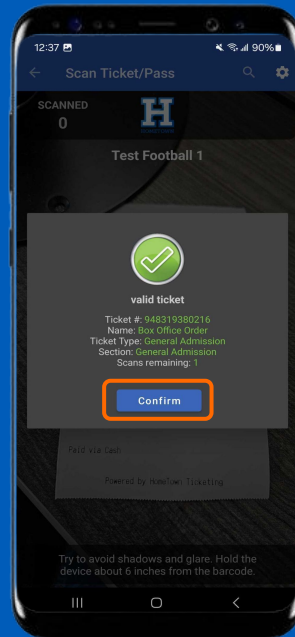 12:37
90%
Scan Ticket/Pass
SCANNED
0
H
Test Football 1
valid ticket
Ticket #: 948319380216
Name: Box Office Order
Ticket Type: General Admission
Section: General Admission
Scans remaining: 1
Confirm
Paid via Cash
Powered by HomeTown Ticketing
Try to avoid shadows and glare. Hold the
device about 6 inches from the barcode.